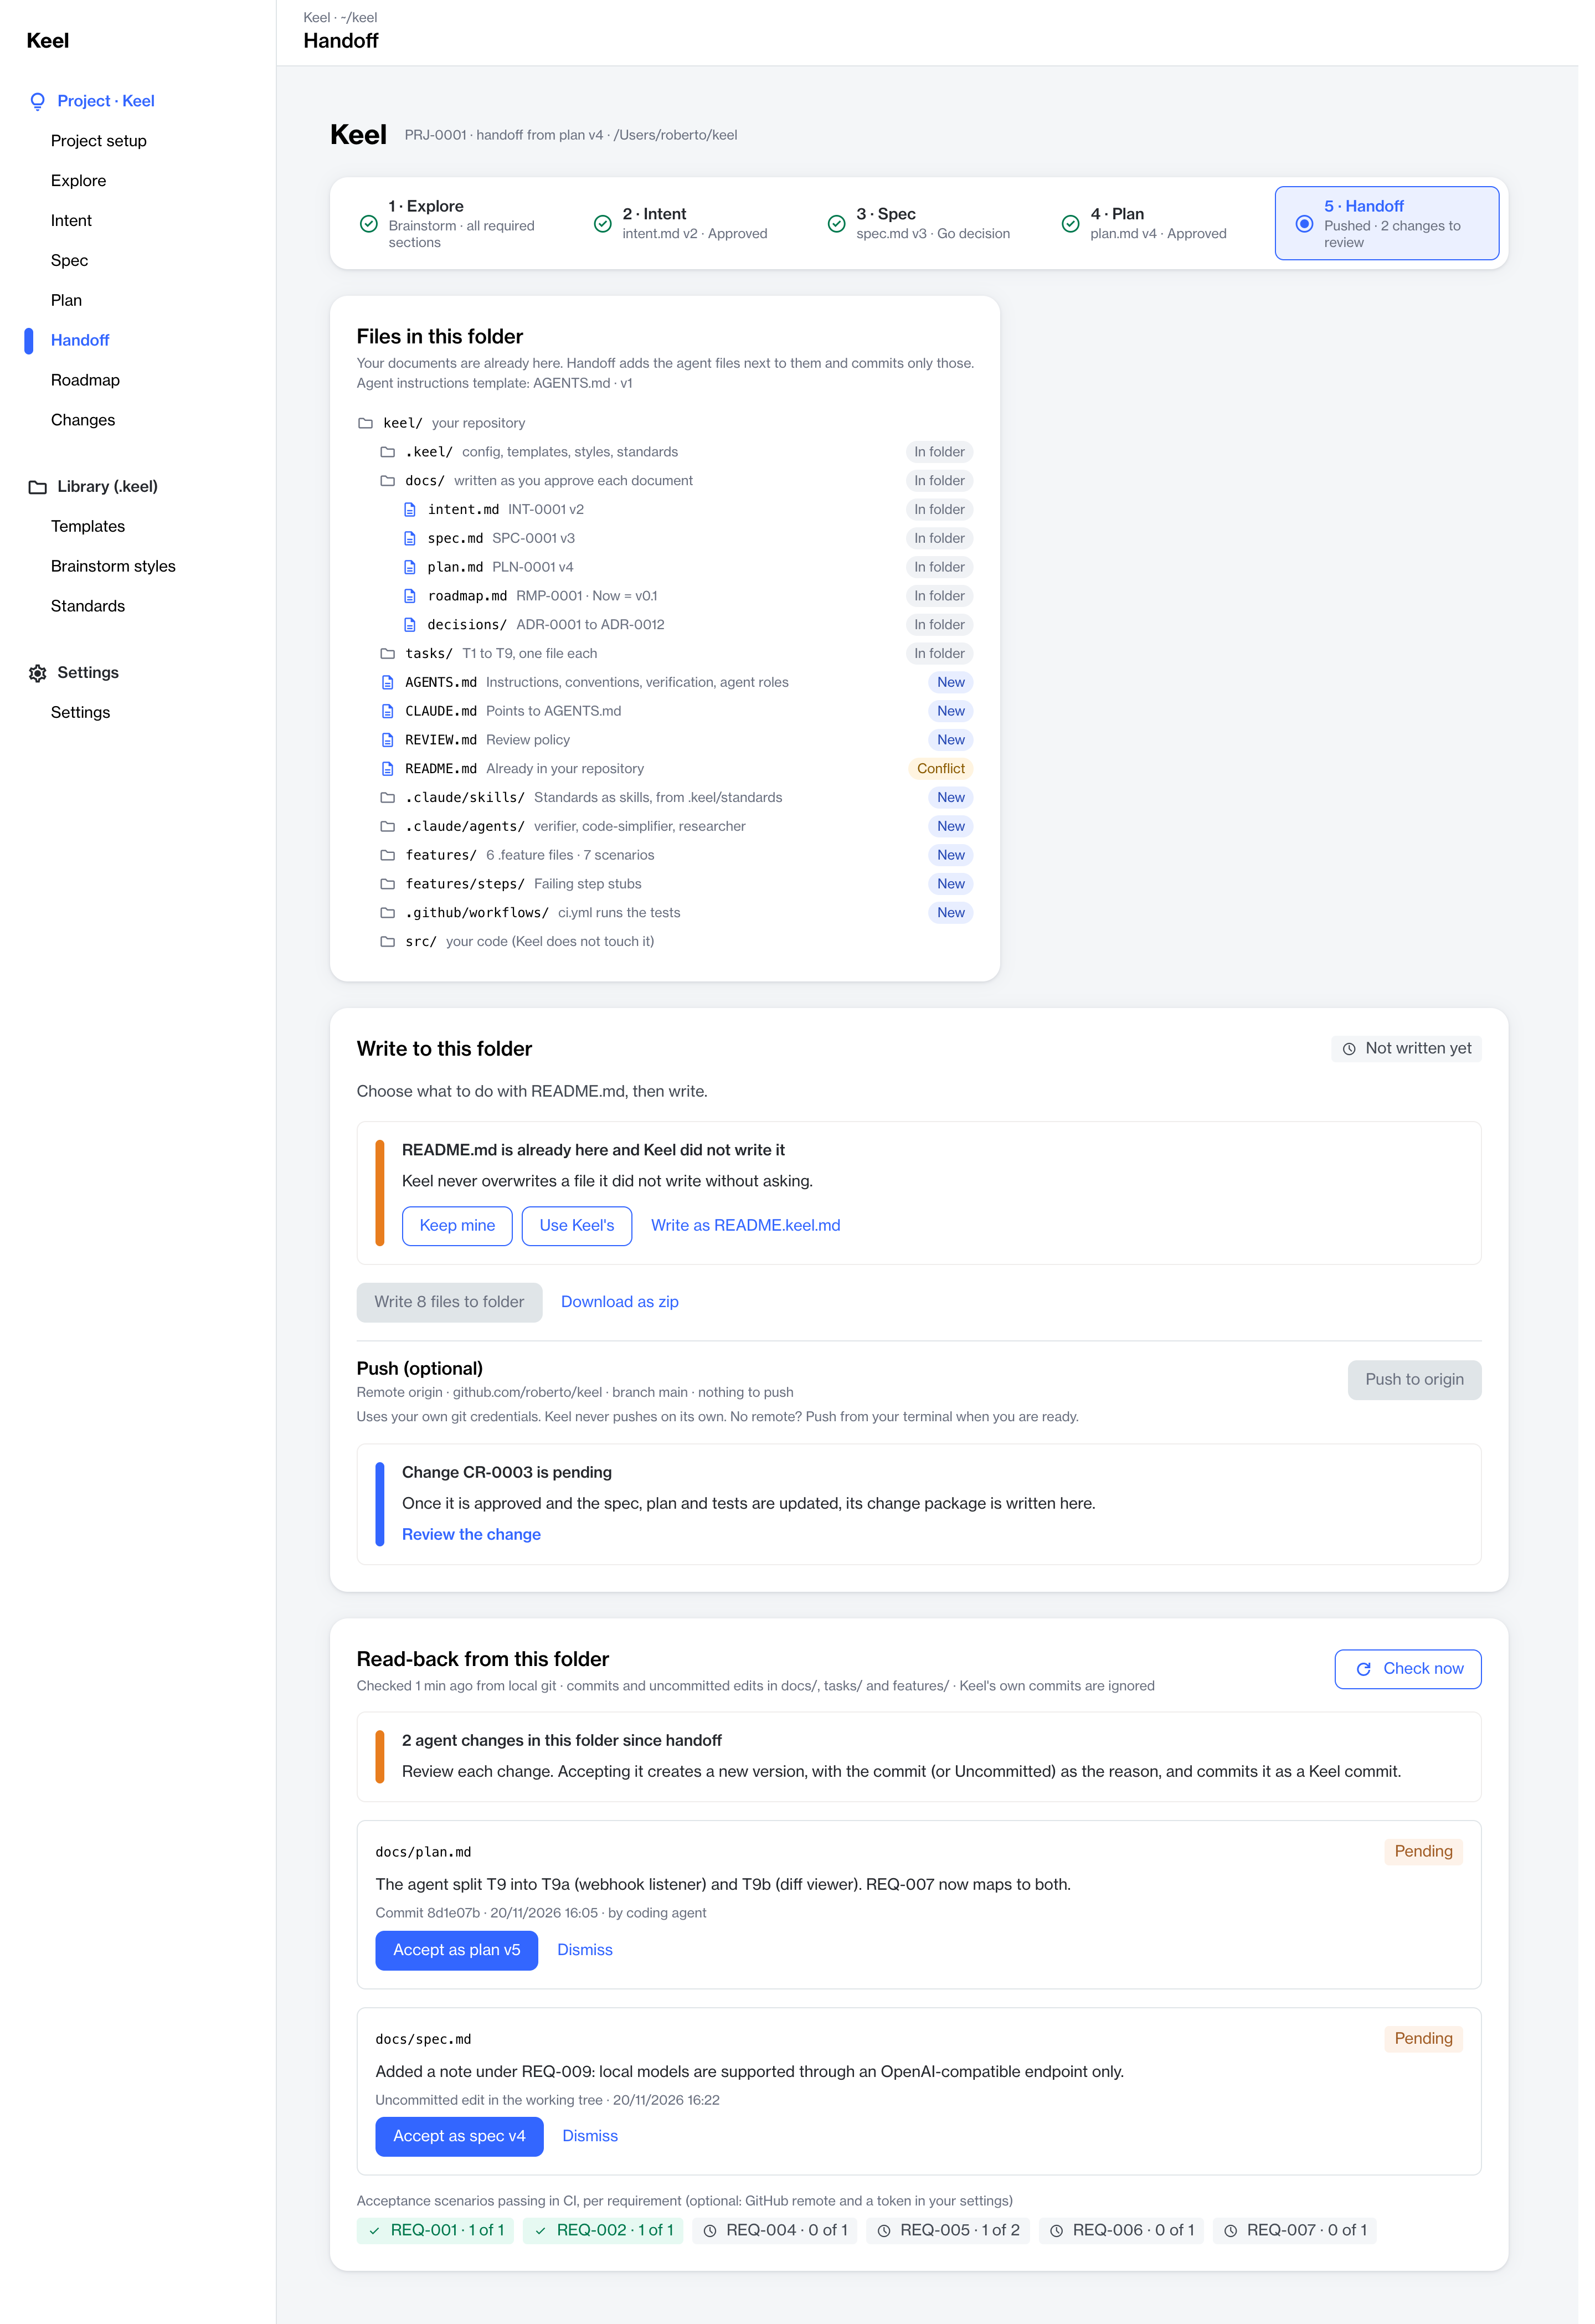 Keel
Project · Keel
Project setup
Explore
Intent
Spec
Plan
Handoff
Roadmap
Changes
Library (.keel)
Templates
Brainstorm styles
Standards
Settings
Settings
Keel · ~/keel
Handoff
Keel PRJ-0001 · handoff from plan v4 · /Users/roberto/keel
1 · Explore
Brainstorm · all required
sections
2 · Intent
intent.md v2 · Approved
3 · Spec
spec.md v3 · Go decision
4 · Plan
plan.md v4 · Approved
5 · Handoff
Pushed · 2 changes to
review
Files in this folder
Your documents are already here. Handoff adds the agent files next to them and commits only those.
Agent instructions template: AGENTS.md · v1
keel/ your repository
.keel/ config, templates, styles, standards In folder
docs/ written as you approve each document In folder
intent.md INT-0001 v2 In folder
spec.md SPC-0001 v3 In folder
plan.md PLN-0001 v4 In folder
roadmap.md RMP-0001 · Now = v0.1 In folder
decisions/ ADR-0001 to ADR-0012 In folder
tasks/ T1 to T9, one file each In folder
AGENTS.md Instructions, conventions, verification, agent roles New
CLAUDE.md Points to AGENTS.md New
REVIEW.md Review policy New
README.md Already in your repository Conflict
.claude/skills/ Standards as skills, from .keel/standards New
.claude/agents/ verifier, code-simplifier, researcher New
features/ 6 .feature files · 7 scenarios New
features/steps/ Failing step stubs New
.github/workflows/ ci.yml runs the tests New
src/ your code (Keel does not touch it)
Write to this folder Not written yet
Choose what to do with README.md, then write.
README.md is already here and Keel did not write it
Keel never overwrites a file it did not write without asking.
Keep mine Use Keel's Write as README.keel.md
Write 8 files to folder Download as zip
Push (optional)
Remote origin · github.com/roberto/keel · branch main · nothing to push
Push to origin
Uses your own git credentials. Keel never pushes on its own. No remote? Push from your terminal when you are ready.
Change CR-0003 is pending
Once it is approved and the spec, plan and tests are updated, its change package is written here.
Review the change
Read-back from this folder
Checked 1 min ago from local git · commits and uncommitted edits in docs/, tasks/ and features/ · Keel's own commits are ignored
Check now
2 agent changes in this folder since handoff
Review each change. Accepting it creates a new version, with the commit (or Uncommitted) as the reason, and commits it as a Keel commit.
docs/plan.md Pending
The agent split T9 into T9a (webhook listener) and T9b (diff viewer). REQ-007 now maps to both.
Commit 8d1e07b · 20/11/2026 16:05 · by coding agent
Accept as plan v5 Dismiss
docs/spec.md Pending
Added a note under REQ-009: local models are supported through an OpenAI-compatible endpoint only.
Uncommitted edit in the working tree · 20/11/2026 16:22
Accept as spec v4 Dismiss
Acceptance scenarios passing in CI, per requirement (optional: GitHub remote and a token in your settings)
REQ-001 · 1 of 1 REQ-002 · 1 of 1 REQ-004 · 0 of 1 REQ-005 · 1 of 2 REQ-006 · 0 of 1 REQ-007 · 0 of 1